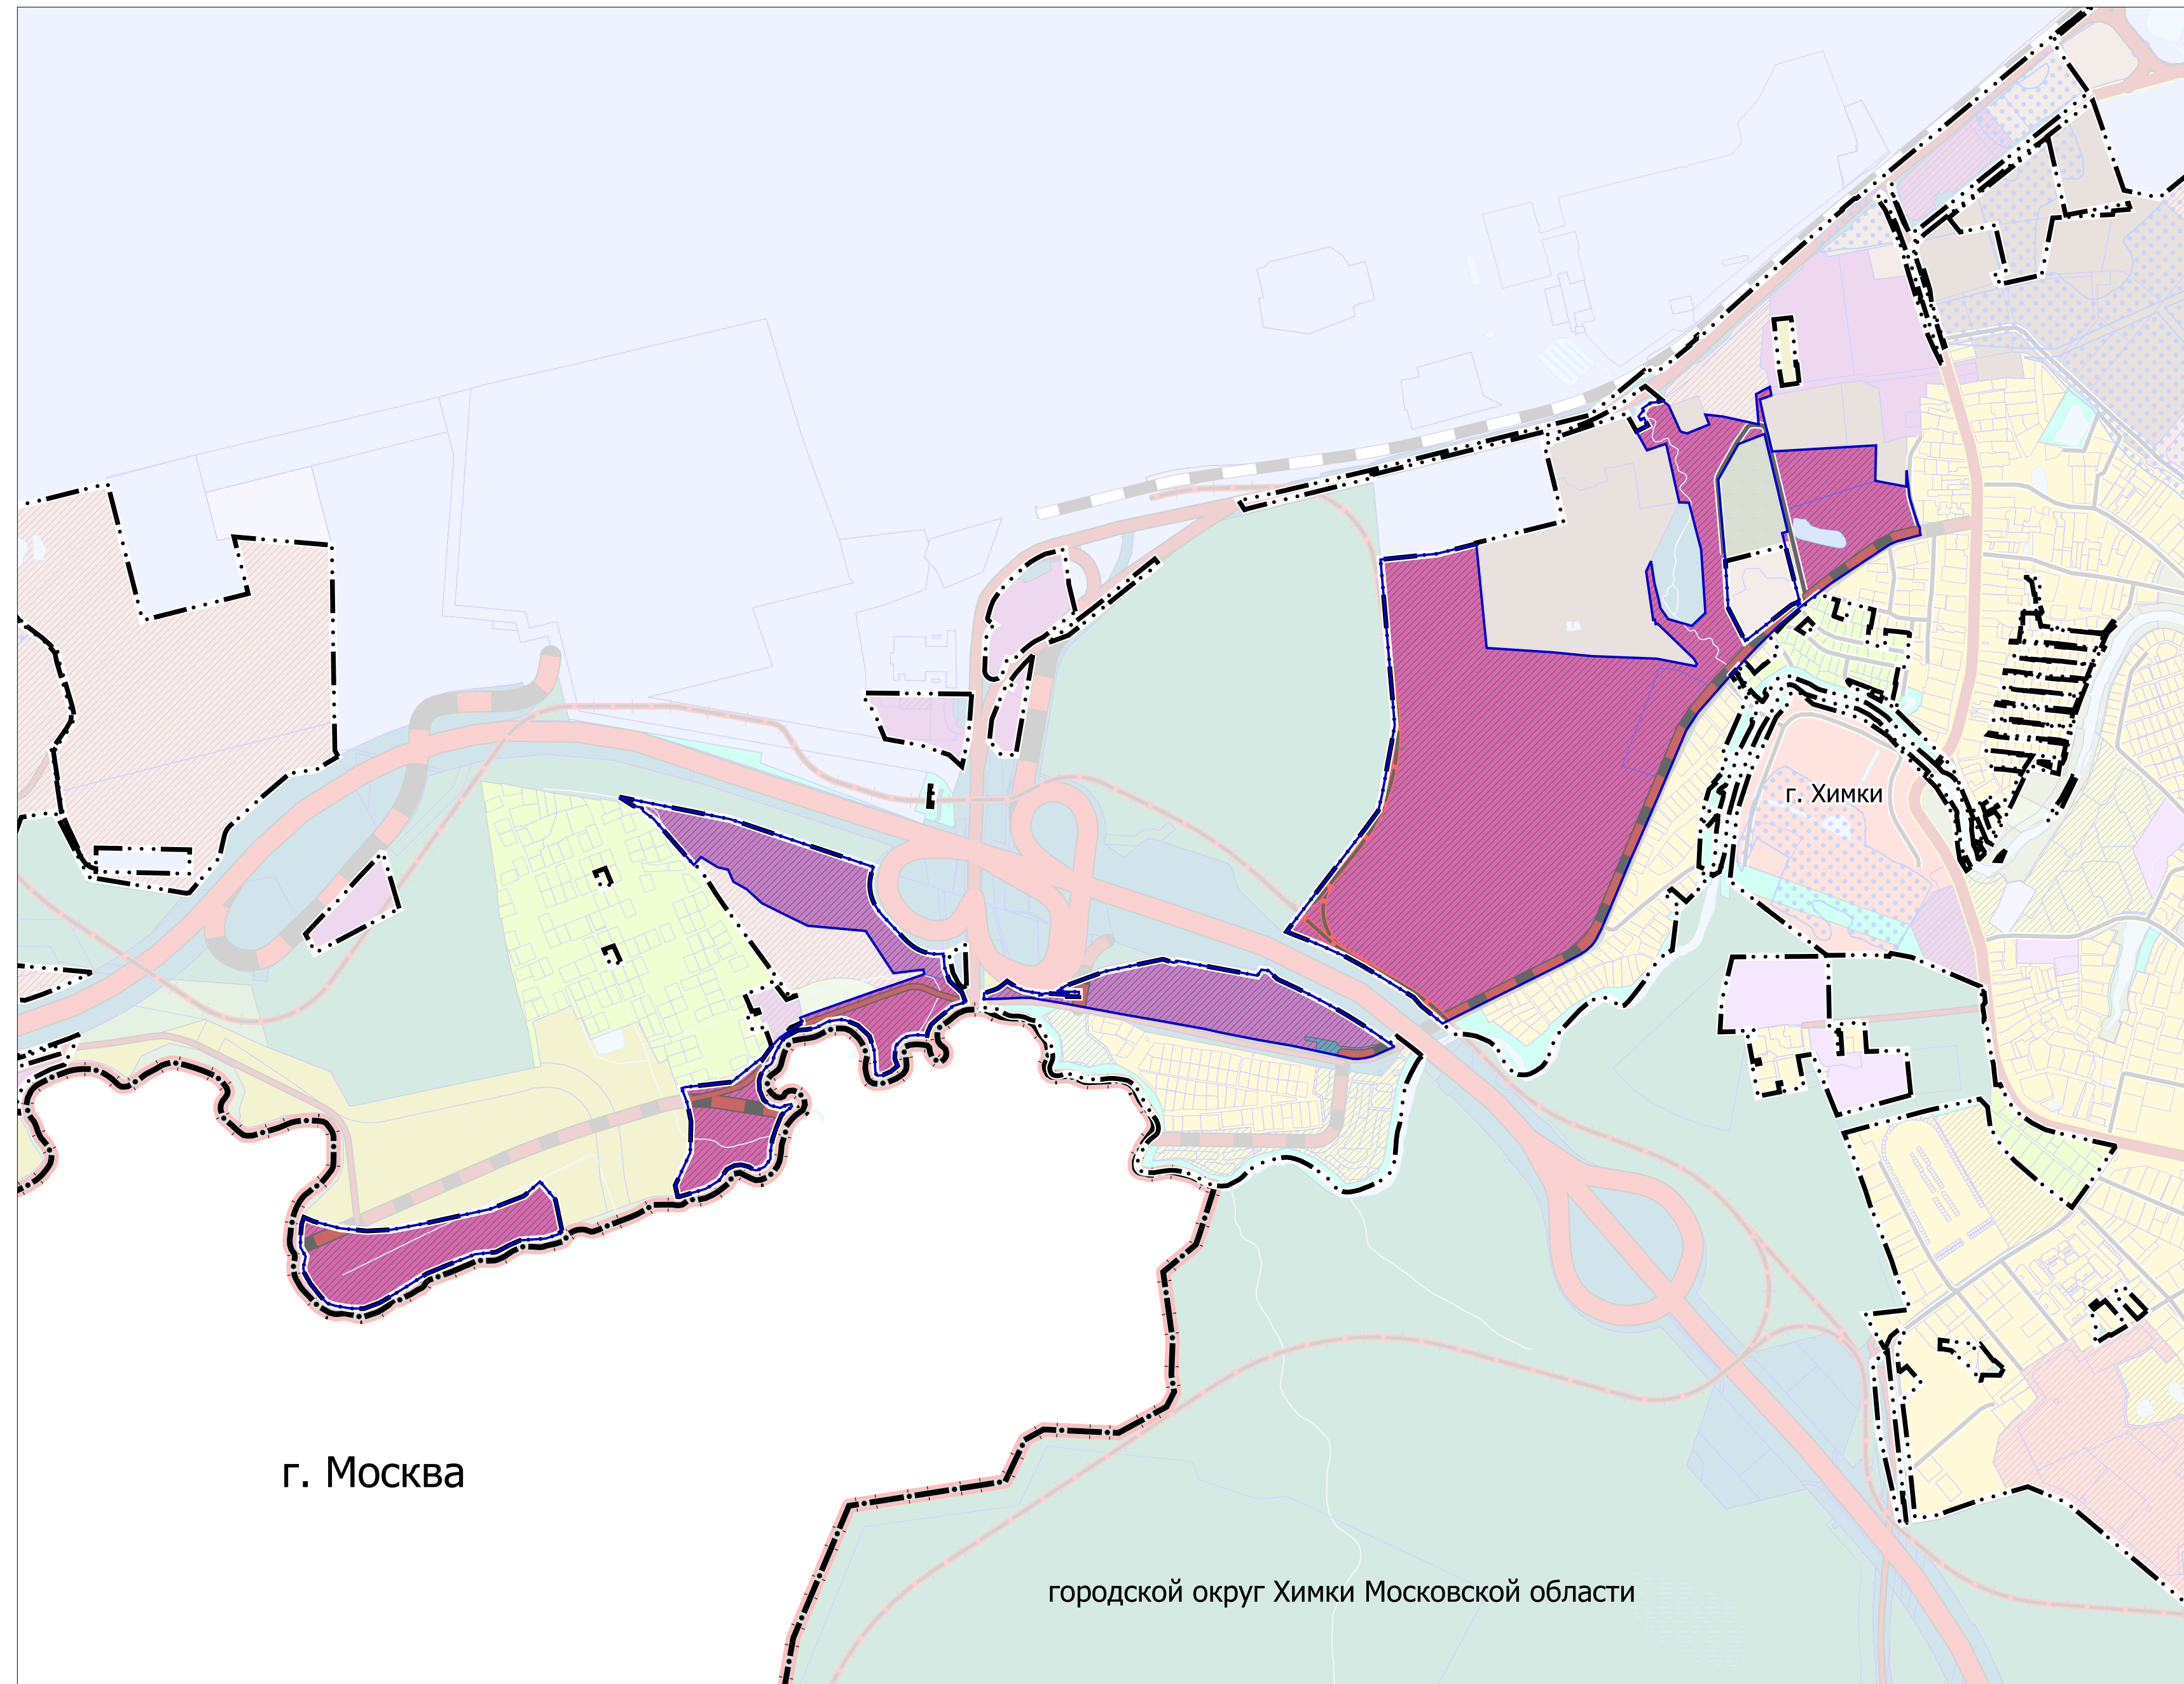 г. Химки
г. Москва
городской округ Химки Московской области